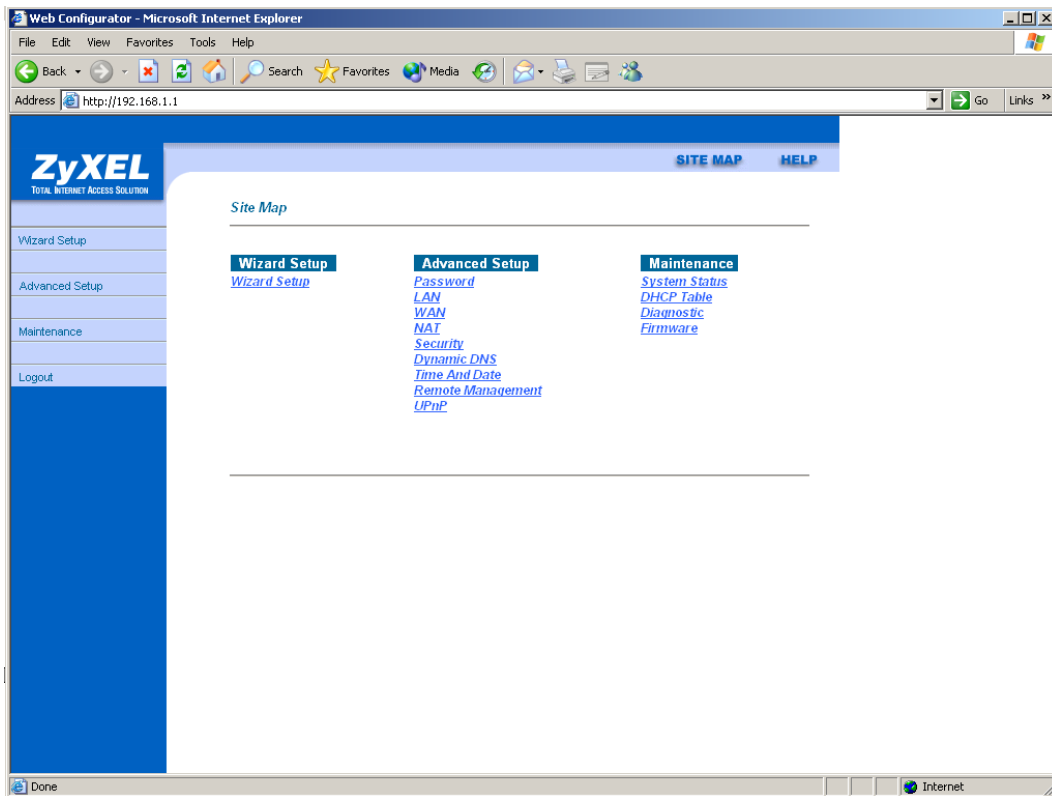 Web Configurator - Microsoft Internet Explorer
File Edit View Favorites Tools Help
Back Search Favorites Media
Address http://192.168.1.1 Go Links »
ZyXEL
TOTAL INTERNET ACCESS SOLUTION
SITE MAP HELP
Site Map
Wizard Setup
Advanced Setup
Maintenance
Logout
Wizard Setup
Wizard Setup
Advanced Setup
Password
LAN
WAN
NAT
Security
Dynamic DNS
Time And Date
Remote Management
UPnP
Maintenance
System Status
DHCP Table
Diagnostic
Firmware
Done Internet